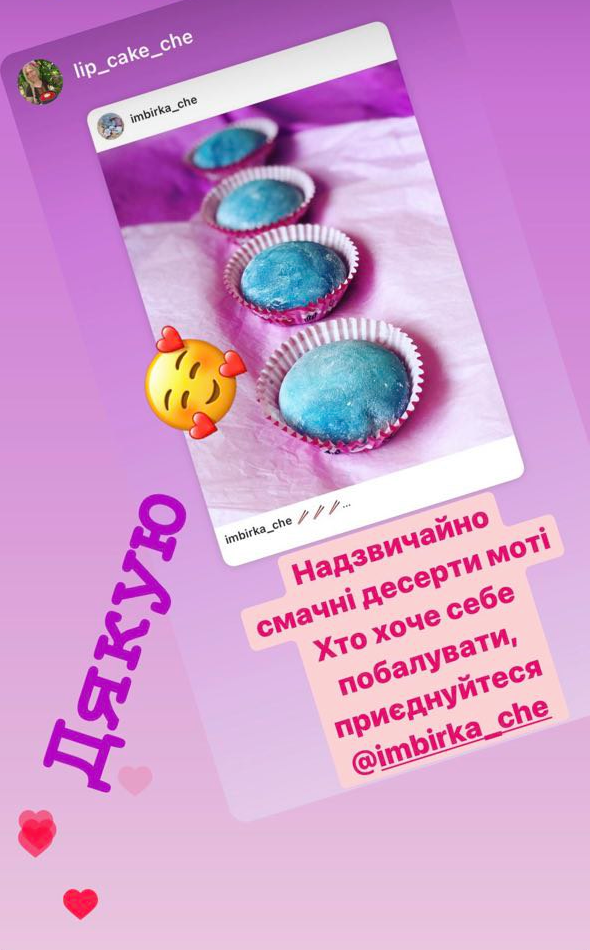 lip_cake_che
imbirka_che
imbirka_che 🥢🥢🥢...
Надзвичайно
смачні десерти моті
Хто хоче себе
побалувати,
приєднуйтеся
@imbirka_che
Дякую